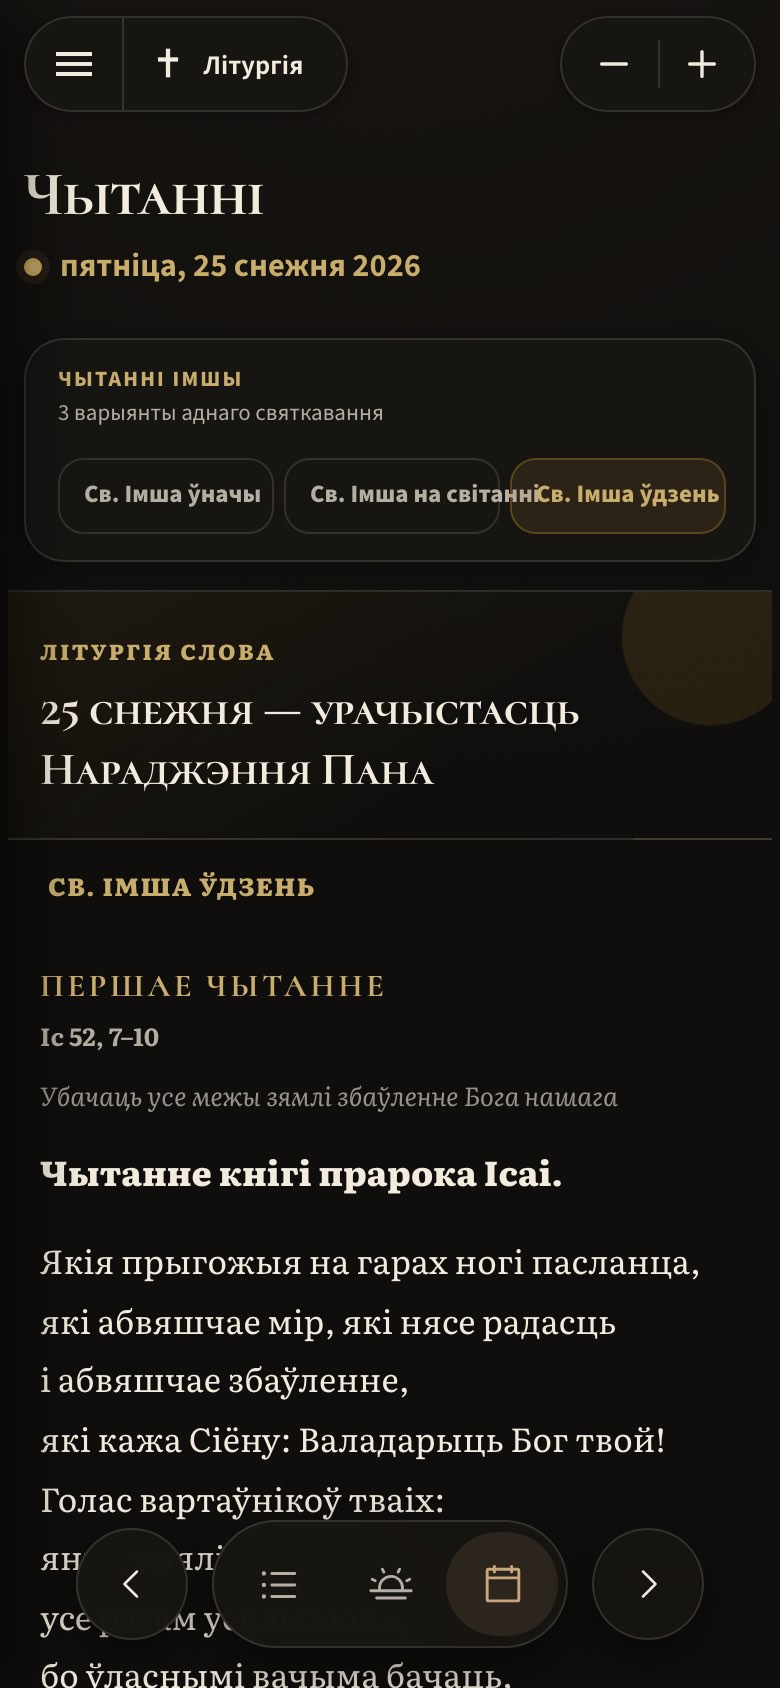 Літургія
Чытанні
пятніца, 25 снежня 2026
ЧЫТАННІ ІМШЫ
3 варыянты аднаго святкавання
Св. Імша ўначы
Св. Імша на світанні
Св. Імша ўдзень
ЛІТУРГІЯ СЛОВА
25 снежня — урачыстасць
Нараджэння Пана
СВ. ІМША ЎДЗЕНЬ
ПЕРШАЕ ЧЫТАННЕ
Іс 52, 7–10
Убачаць усе межы зямлі збаўленне Бога нашага
Чытанне кнігі прарока Ісаі.
Якія прыгожыя на гарах ногі пасланца,
які абвяшчае мір, які нясе радасць
і абвяшчае збаўленне,
які кажа Сіёну: Валадарыць Бог твой!
Голас вартаўнікоў тваіх:
усе разам
бо ўласнымі вачыма бачаць,